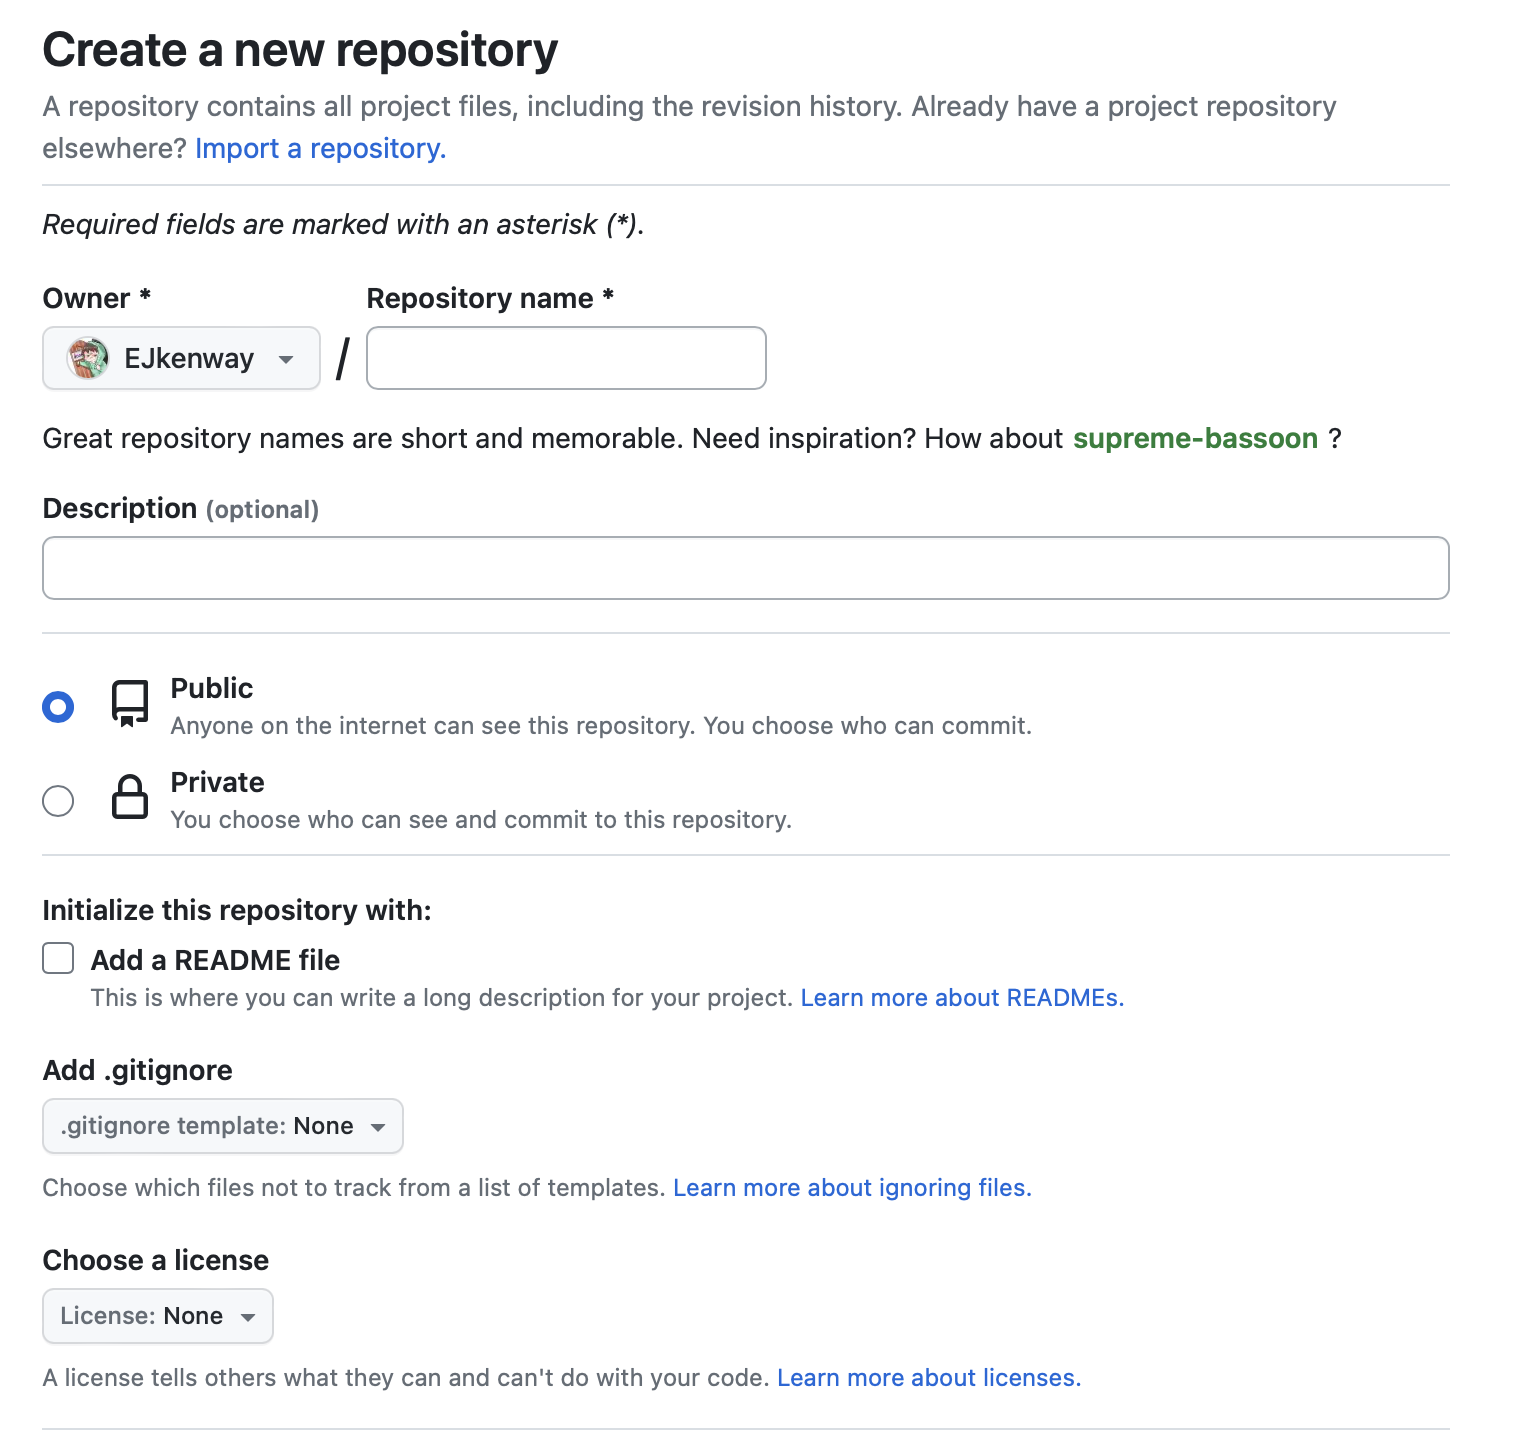 Create a new repository
A repository contains all project files, including the revision history. Already have a project repository
elsewhere? Import a repository.
Required fields are marked with an asterisk (*).
Owner * Repository name *
EJkenway /
Great repository names are short and memorable. Need inspiration? How about supreme-bassoon ?
Description (optional)
Public
Anyone on the internet can see this repository. You choose who can commit.
Private
You choose who can see and commit to this repository.
Initialize this repository with:
Add a README file
This is where you can write a long description for your project. Learn more about READMEs.
Add .gitignore
.gitignore template: None
Choose which files not to track from a list of templates. Learn more about ignoring files.
Choose a license
License: None
A license tells others what they can and can't do with your code. Learn more about licenses.